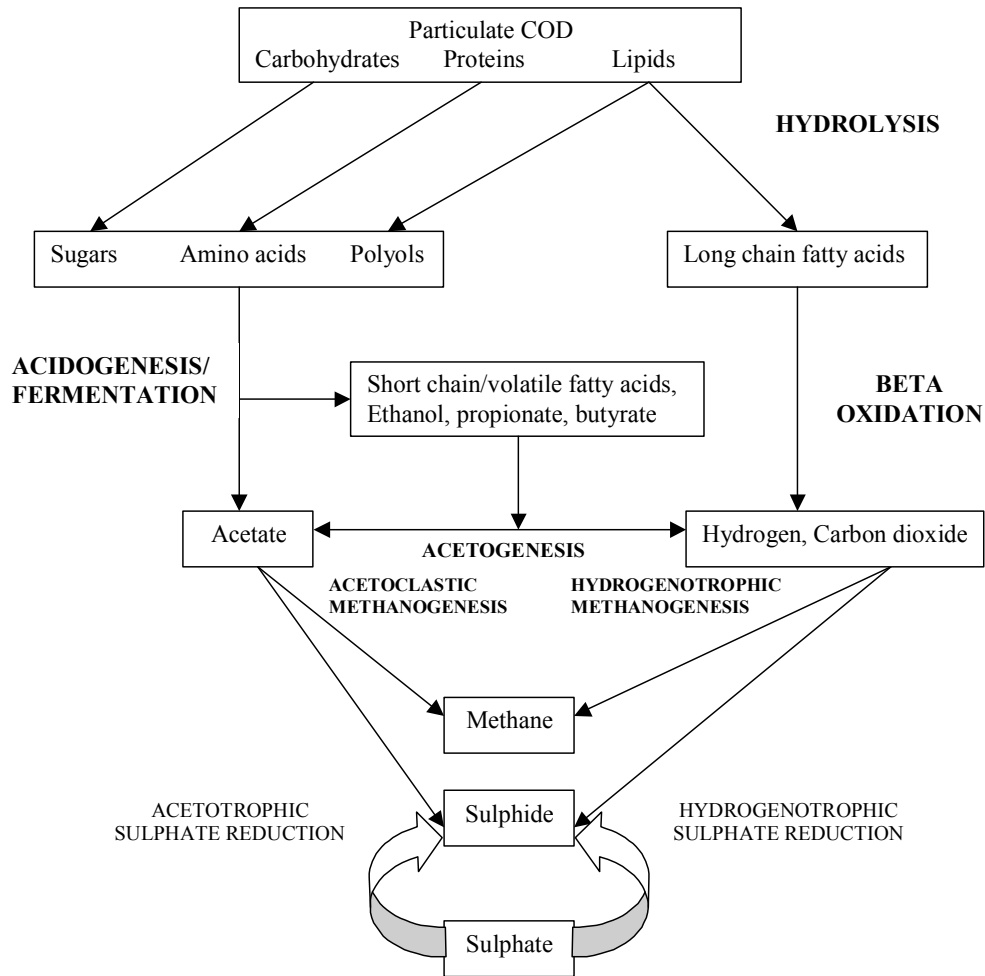 Particulate COD
Carbohydrates Proteins Lipids
HYDROLYSIS
Sugars Amino acids Polyols
Long chain fatty acids
ACIDOGENESIS/
FERMENTATION
Short chain/volatile fatty acids,
Ethanol, propionate, butyrate
BETA
OXIDATION
Acetate
Hydrogen, Carbon dioxide
ACETOGENESIS
ACETOCLASTIC
METHANOGENESIS
HYDROGENOTROPHIC
METHANOGENESIS
Methane
ACETOTROPHIC
SULPHATE REDUCTION
Sulphide
HYDROGENOTROPHIC
SULPHATE REDUCTION
Sulphate